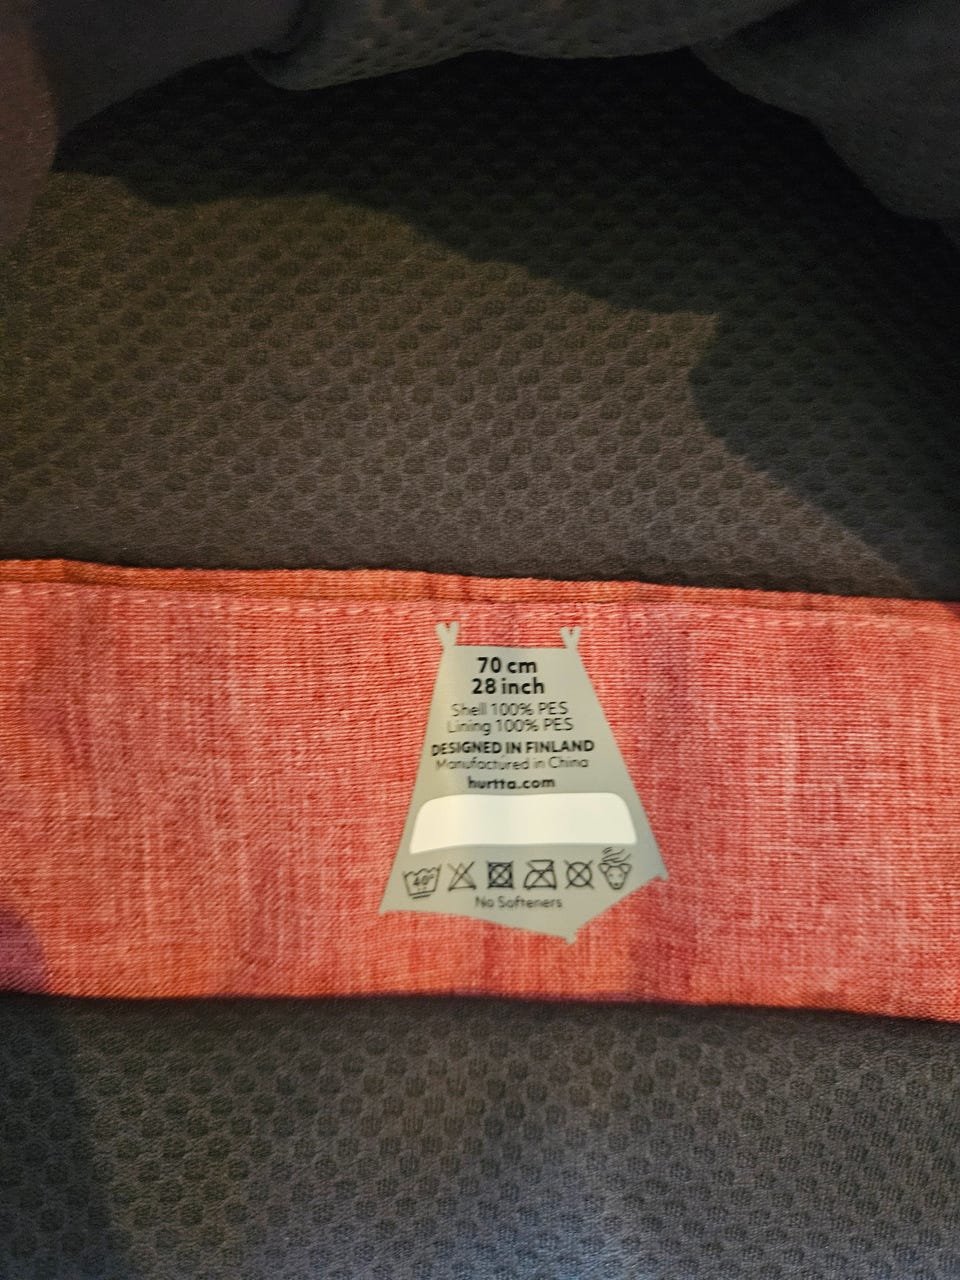 70 cm
28 inch
Shell 100% PES
Lining 100% PES
DESIGNED IN FINLAND
Manufactured in China
hurtta.com
40°
No Softeners